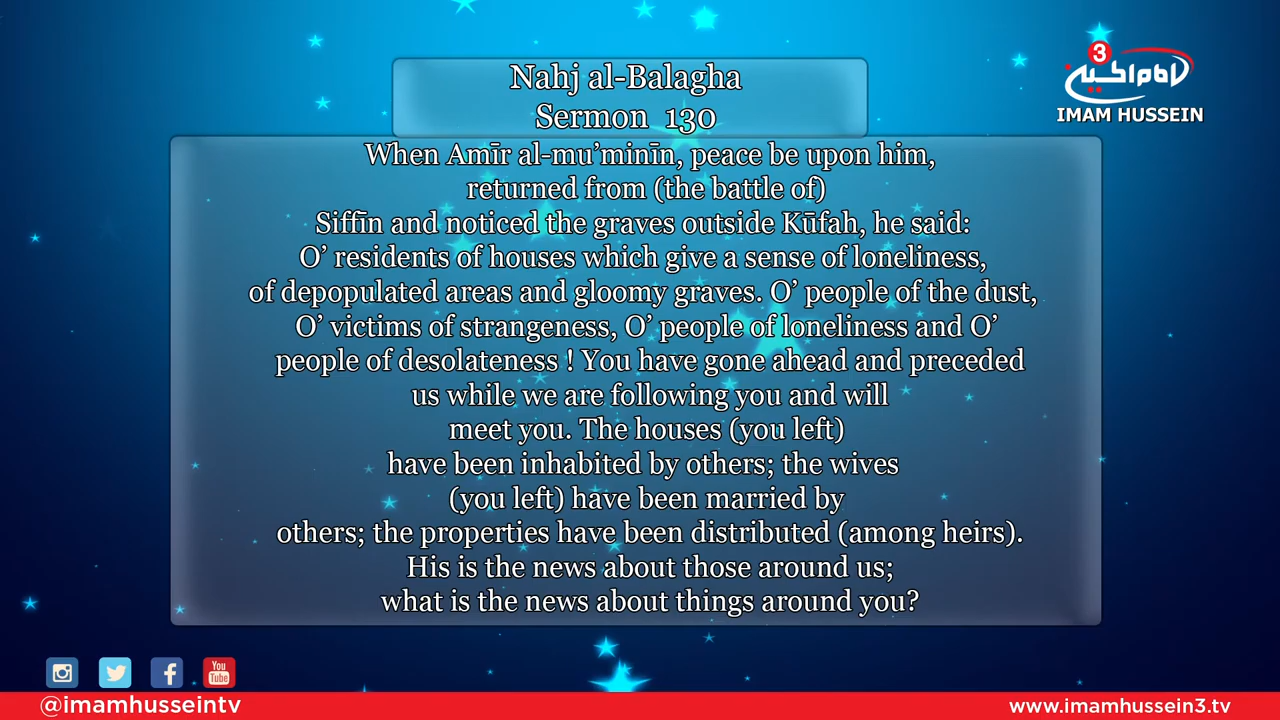 Nahj al-Balagha
Sermon 130
3
الامام الحسين
IMAM HUSSEIN
When Amīr al-mu’minīn, peace be upon him,
returned from (the battle of)
Siffīn and noticed the graves outside Kūfah, he said:
O’ residents of houses which give a sense of loneliness,
of depopulated areas and gloomy graves. O’ people of the dust,
O’ victims of strangeness, O’ people of loneliness and O’
people of desolateness ! You have gone ahead and preceded
us while we are following you and will
meet you. The houses (you left)
have been inhabited by others; the wives
(you left) have been married by
others; the properties have been distributed (among heirs).
His is the news about those around us;
what is the news about things around you?
You
Tube
@imamhusseintv
www.imamhussein3.tv